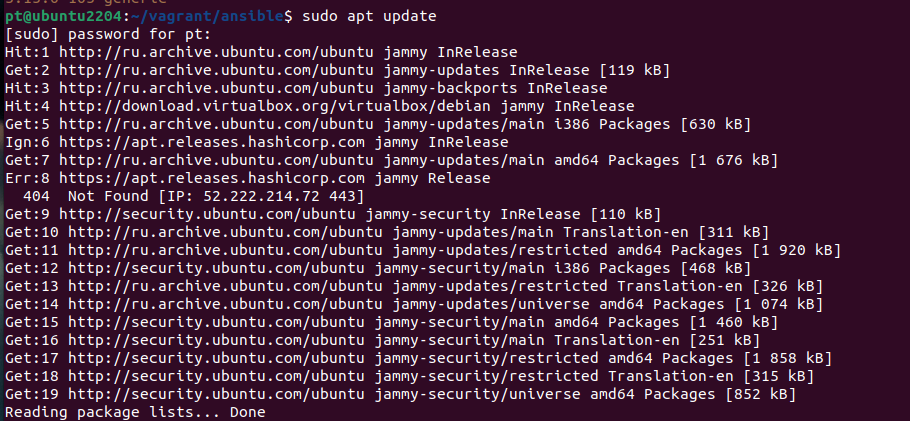 pt@ubuntu2204:~/vagrant/ansible$ sudo apt update
[sudo] password for pt:
Hit:1 http://ru.archive.ubuntu.com/ubuntu jammy InRelease
Get:2 http://ru.archive.ubuntu.com/ubuntu jammy-updates InRelease [119 kB]
Hit:3 http://ru.archive.ubuntu.com/ubuntu jammy-backports InRelease
Hit:4 http://download.virtualbox.org/virtualbox/debian jammy InRelease
Get:5 http://ru.archive.ubuntu.com/ubuntu jammy-updates/main i386 Packages [630 kB]
Ign:6 https://apt.releases.hashicorp.com jammy InRelease
Get:7 http://ru.archive.ubuntu.com/ubuntu jammy-updates/main amd64 Packages [1 676 kB]
Err:8 https://apt.releases.hashicorp.com jammy Release
  404  Not Found [IP: 52.222.214.72 443]
Get:9 http://security.ubuntu.com/ubuntu jammy-security InRelease [110 kB]
Get:10 http://ru.archive.ubuntu.com/ubuntu jammy-updates/main Translation-en [311 kB]
Get:11 http://ru.archive.ubuntu.com/ubuntu jammy-updates/restricted amd64 Packages [1 920 kB]
Get:12 http://security.ubuntu.com/ubuntu jammy-security/main i386 Packages [468 kB]
Get:13 http://ru.archive.ubuntu.com/ubuntu jammy-updates/restricted Translation-en [326 kB]
Get:14 http://ru.archive.ubuntu.com/ubuntu jammy-updates/universe amd64 Packages [1 074 kB]
Get:15 http://security.ubuntu.com/ubuntu jammy-security/main amd64 Packages [1 460 kB]
Get:16 http://security.ubuntu.com/ubuntu jammy-security/main Translation-en [251 kB]
Get:17 http://security.ubuntu.com/ubuntu jammy-security/restricted amd64 Packages [1 858 kB]
Get:18 http://security.ubuntu.com/ubuntu jammy-security/restricted Translation-en [315 kB]
Get:19 http://security.ubuntu.com/ubuntu jammy-security/universe amd64 Packages [852 kB]
Reading package lists... Done